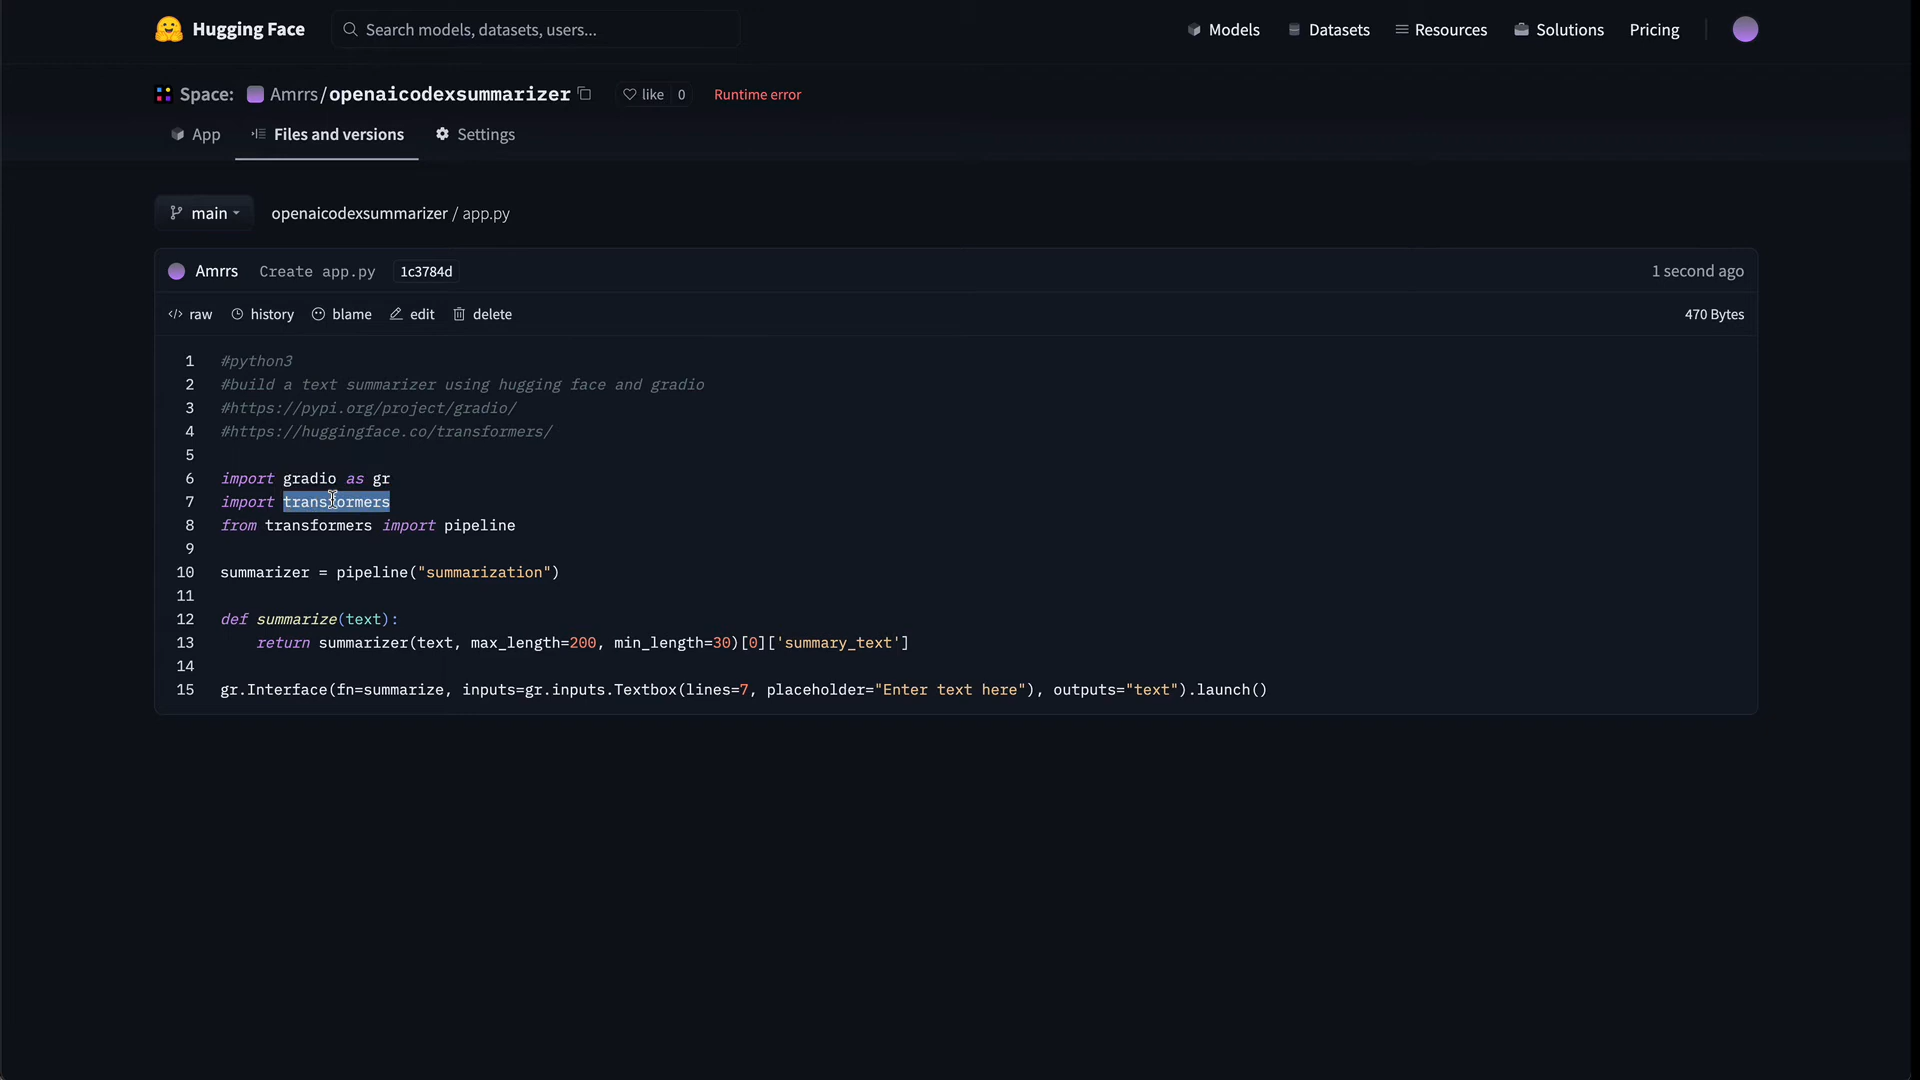 Hugging Face Search models, datasets, users... Models Datasets Resources Solutions Pricing
Space: Amrrs/openaicodexsummarizer like 0 Runtime error
App Files and versions Settings
main openaicodexsummarizer / app.py
Amrrs Create app.py 1c3784d 1 second ago
</> raw history blame edit delete 470 Bytes
1 #python3
2 #build a text summarizer using hugging face and gradio
3 #https://pypi.org/project/gradio/
4 #https://huggingface.co/transformers/
5
6 import gradio as gr
7 import transformers
8 from transformers import pipeline
9
10 summarizer = pipeline("summarization")
11
12 def summarize(text):
13     return summarizer(text, max_length=200, min_length=30)[0]['summary_text']
14
15 gr.Interface(fn=summarize, inputs=gr.inputs.Textbox(lines=7, placeholder="Enter text here"), outputs="text").launch()